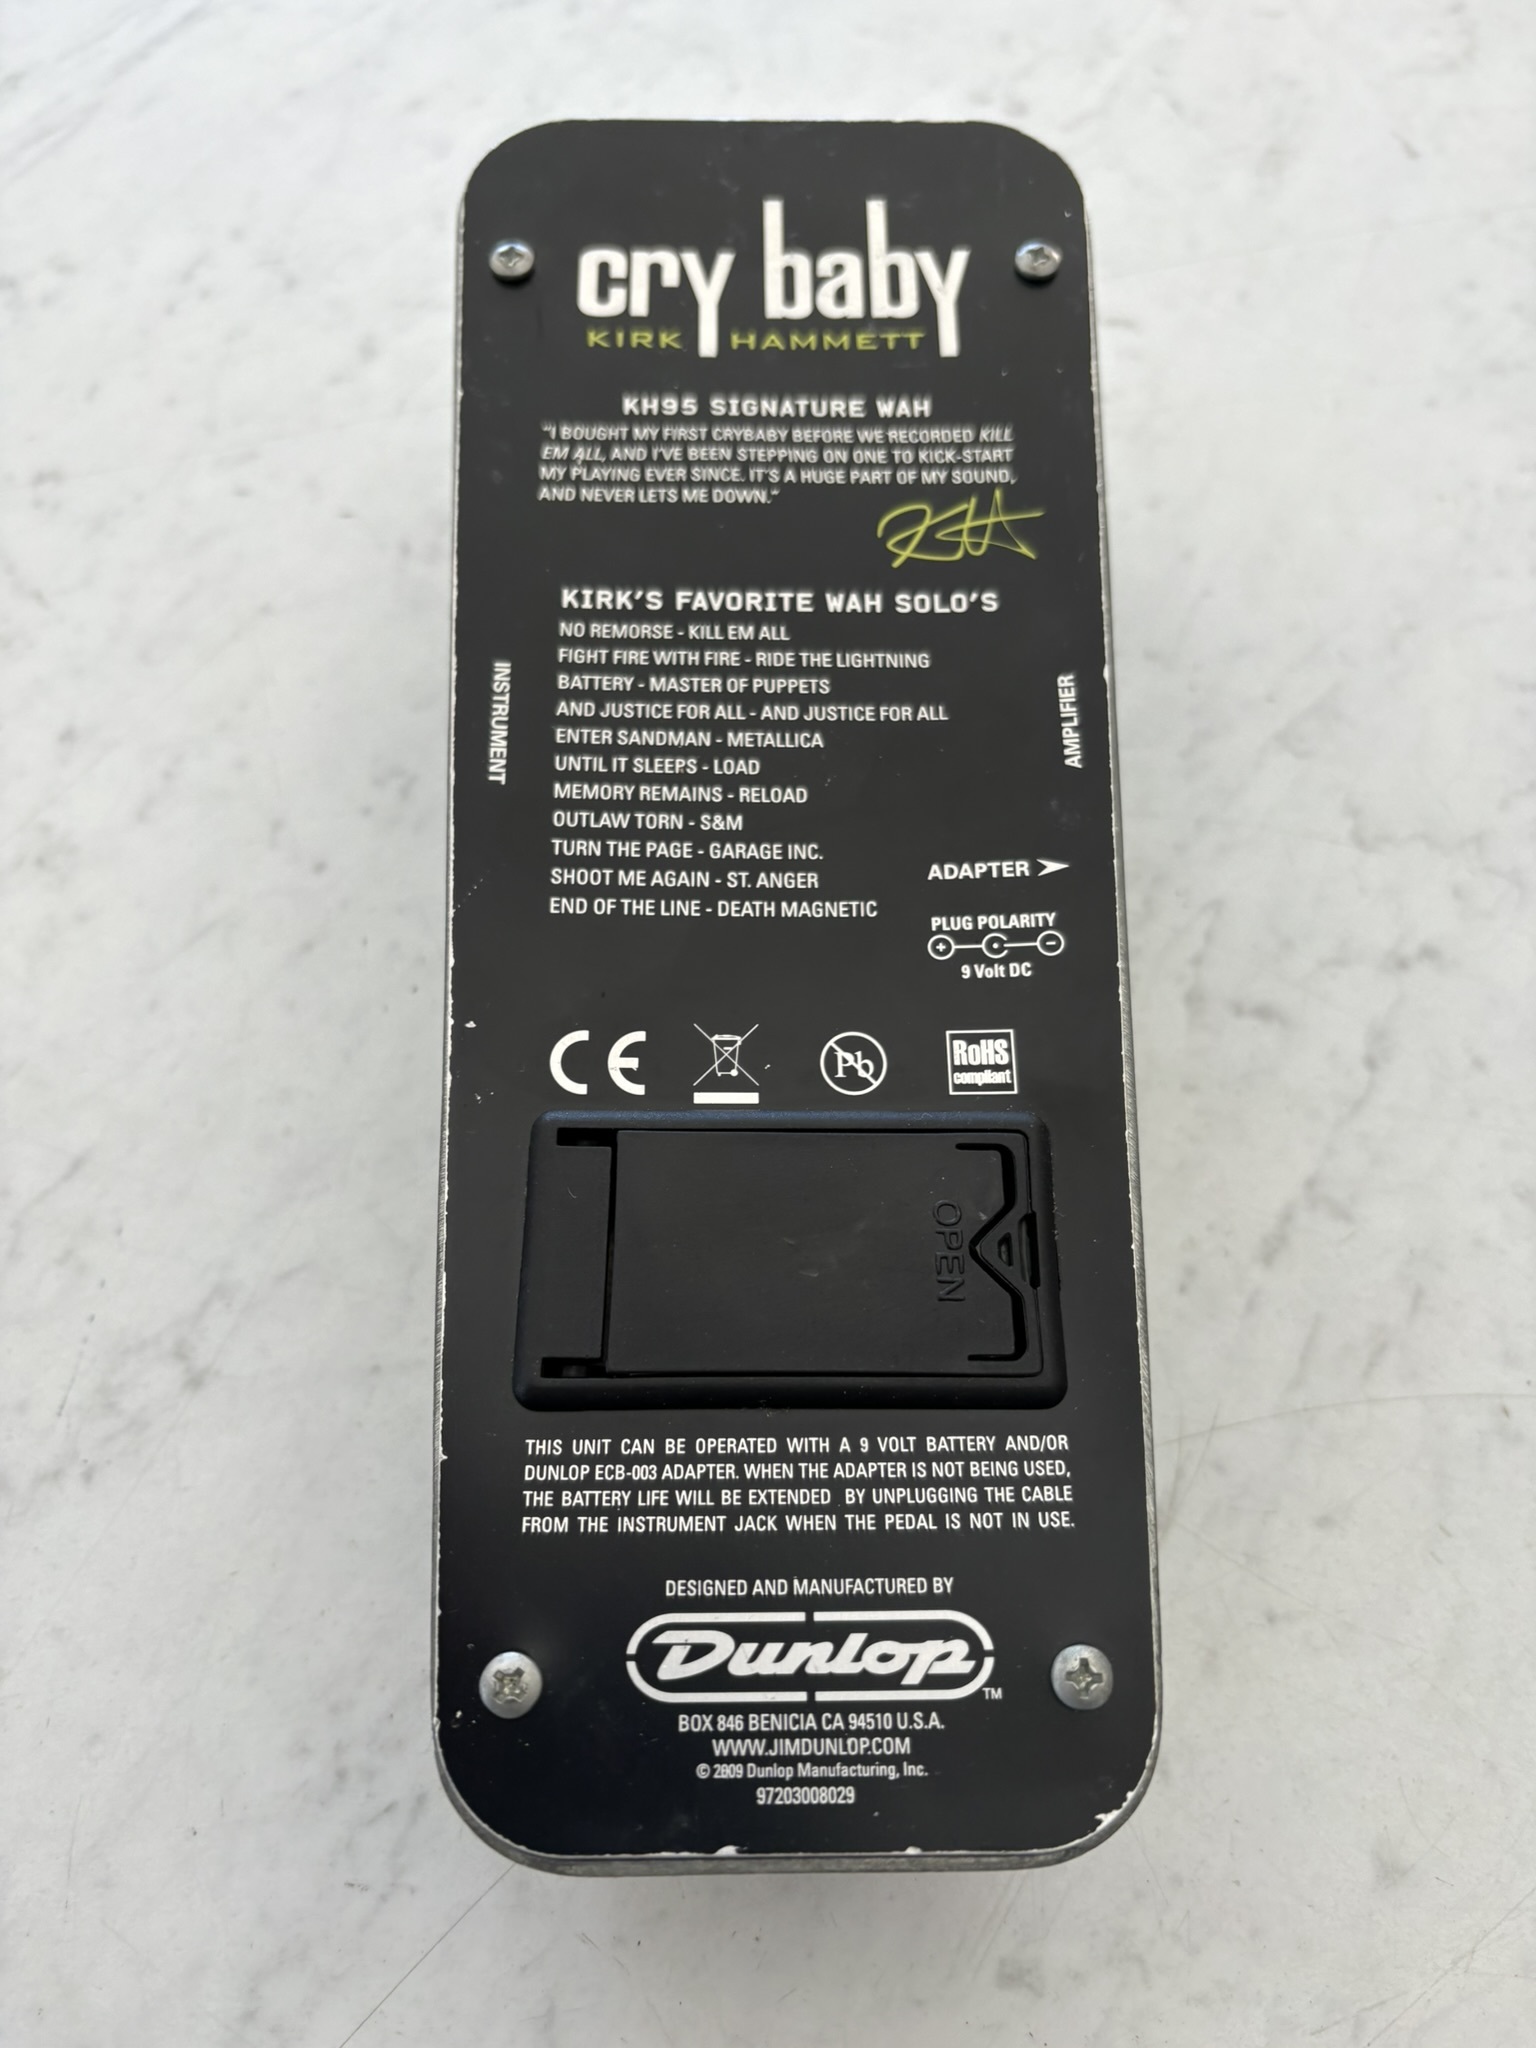 cry baby
KIRK HAMMETT
KH95 SIGNATURE WAH
"I BOUGHT MY FIRST CRYBABY BEFORE WE RECORDED KILL
EM ALL, AND I'VE BEEN STEPPING ON ONE TO KICK-START
MY PLAYING EVER SINCE. IT'S A HUGE PART OF MY SOUND,
AND NEVER LETS ME DOWN."
KIRK'S FAVORITE WAH SOLO'S
NO REMORSE - KILL EM ALL
FIGHT FIRE WITH FIRE - RIDE THE LIGHTNING
BATTERY - MASTER OF PUPPETS
AND JUSTICE FOR ALL - AND JUSTICE FOR ALL
ENTER SANDMAN - METALLICA
UNTIL IT SLEEPS - LOAD
MEMORY REMAINS - RELOAD
OUTLAW TORN - S&M
TURN THE PAGE - GARAGE INC.
SHOOT ME AGAIN - ST. ANGER
END OF THE LINE - DEATH MAGNETIC
INSTRUMENT
AMPLIFIER
ADAPTER
PLUG POLARITY
+ -
9 Volt DC
CE
Pb
RoHS
compliant
OPEN
THIS UNIT CAN BE OPERATED WITH A 9 VOLT BATTERY AND/OR
DUNLOP ECB-003 ADAPTER. WHEN THE ADAPTER IS NOT BEING USED,
THE BATTERY LIFE WILL BE EXTENDED BY UNPLUGGING THE CABLE
FROM THE INSTRUMENT JACK WHEN THE PEDAL IS NOT IN USE.
DESIGNED AND MANUFACTURED BY
Dunlop TM
BOX 846 BENICIA CA 94510 U.S.A.
WWW.JIMDUNLOP.COM
© 2009 Dunlop Manufacturing, Inc.
97203008029